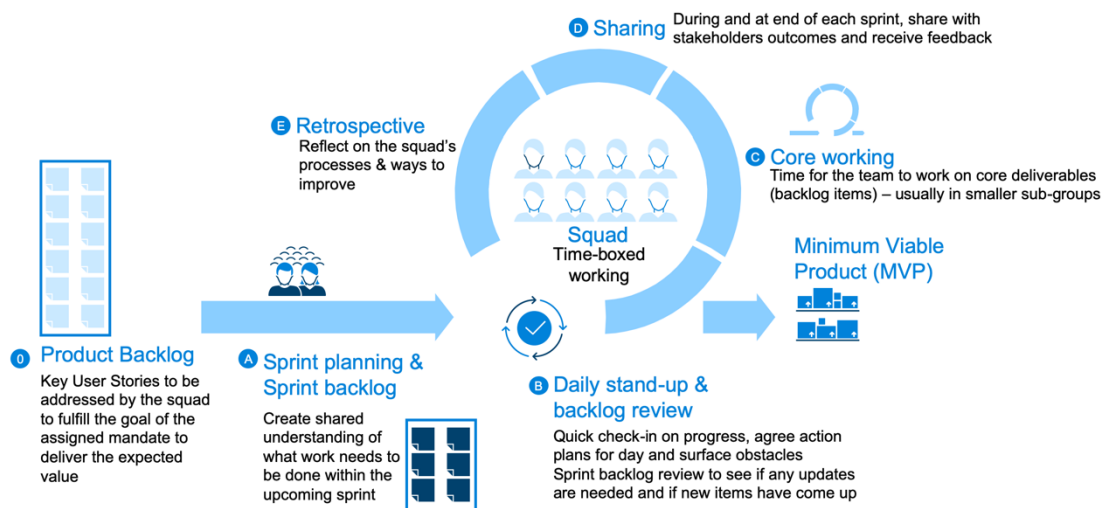 0 Product Backlog
Key User Stories to be
addressed by the squad
to fulfill the goal of the
assigned mandate to
deliver the expected
value
A Sprint planning &
Sprint backlog
Create shared
understanding of
what work needs to
be done within the
upcoming sprint
B Daily stand-up &
backlog review
Quick check-in on progress, agree action
plans for day and surface obstacles
Sprint backlog review to see if any updates
are needed and if new items have come up
C Core working
Time for the team to work on core deliverables
(backlog items) – usually in smaller sub-groups
D Sharing
During and at end of each sprint, share with
stakeholders outcomes and receive feedback
E Retrospective
Reflect on the squad's
processes & ways to
improve
Squad
Time-boxed
working
Minimum Viable
Product (MVP)